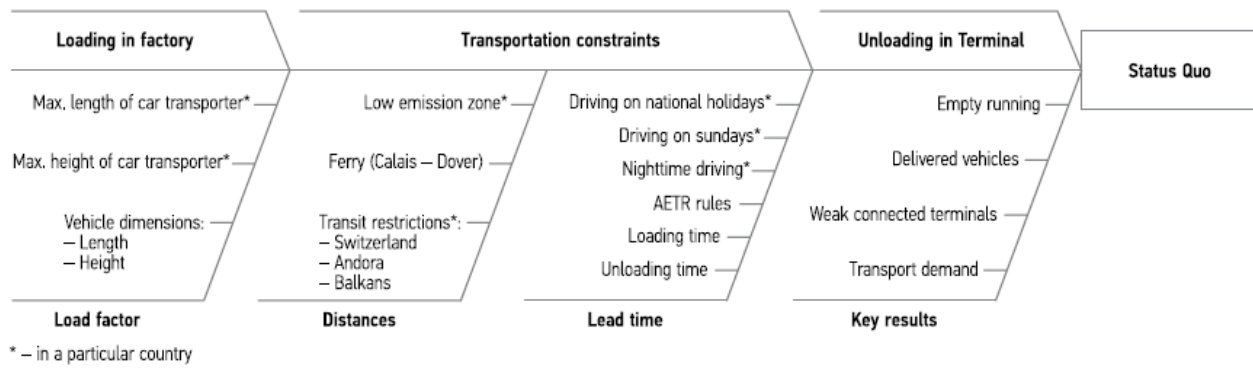 Loading in factory
Transportation constraints
Unloading in Terminal
Status Quo
Max, length of car transporter*
Max. height of car transporter*
Vehicle dimensions:
– Length
– Height
Load factor
Low emission zone*
Ferry (Calais – Dover)
Transit restrictions*:
– Switzerland
– Andora
– Balkans
Distances
Driving on national holidays*
Driving on sundays*
Nighttime driving*
AETR rules
Loading time
Unloading time
Lead time
Empty running
Delivered vehicles
Weak connected terminals
Transport demand
Key results
* – in a particular country